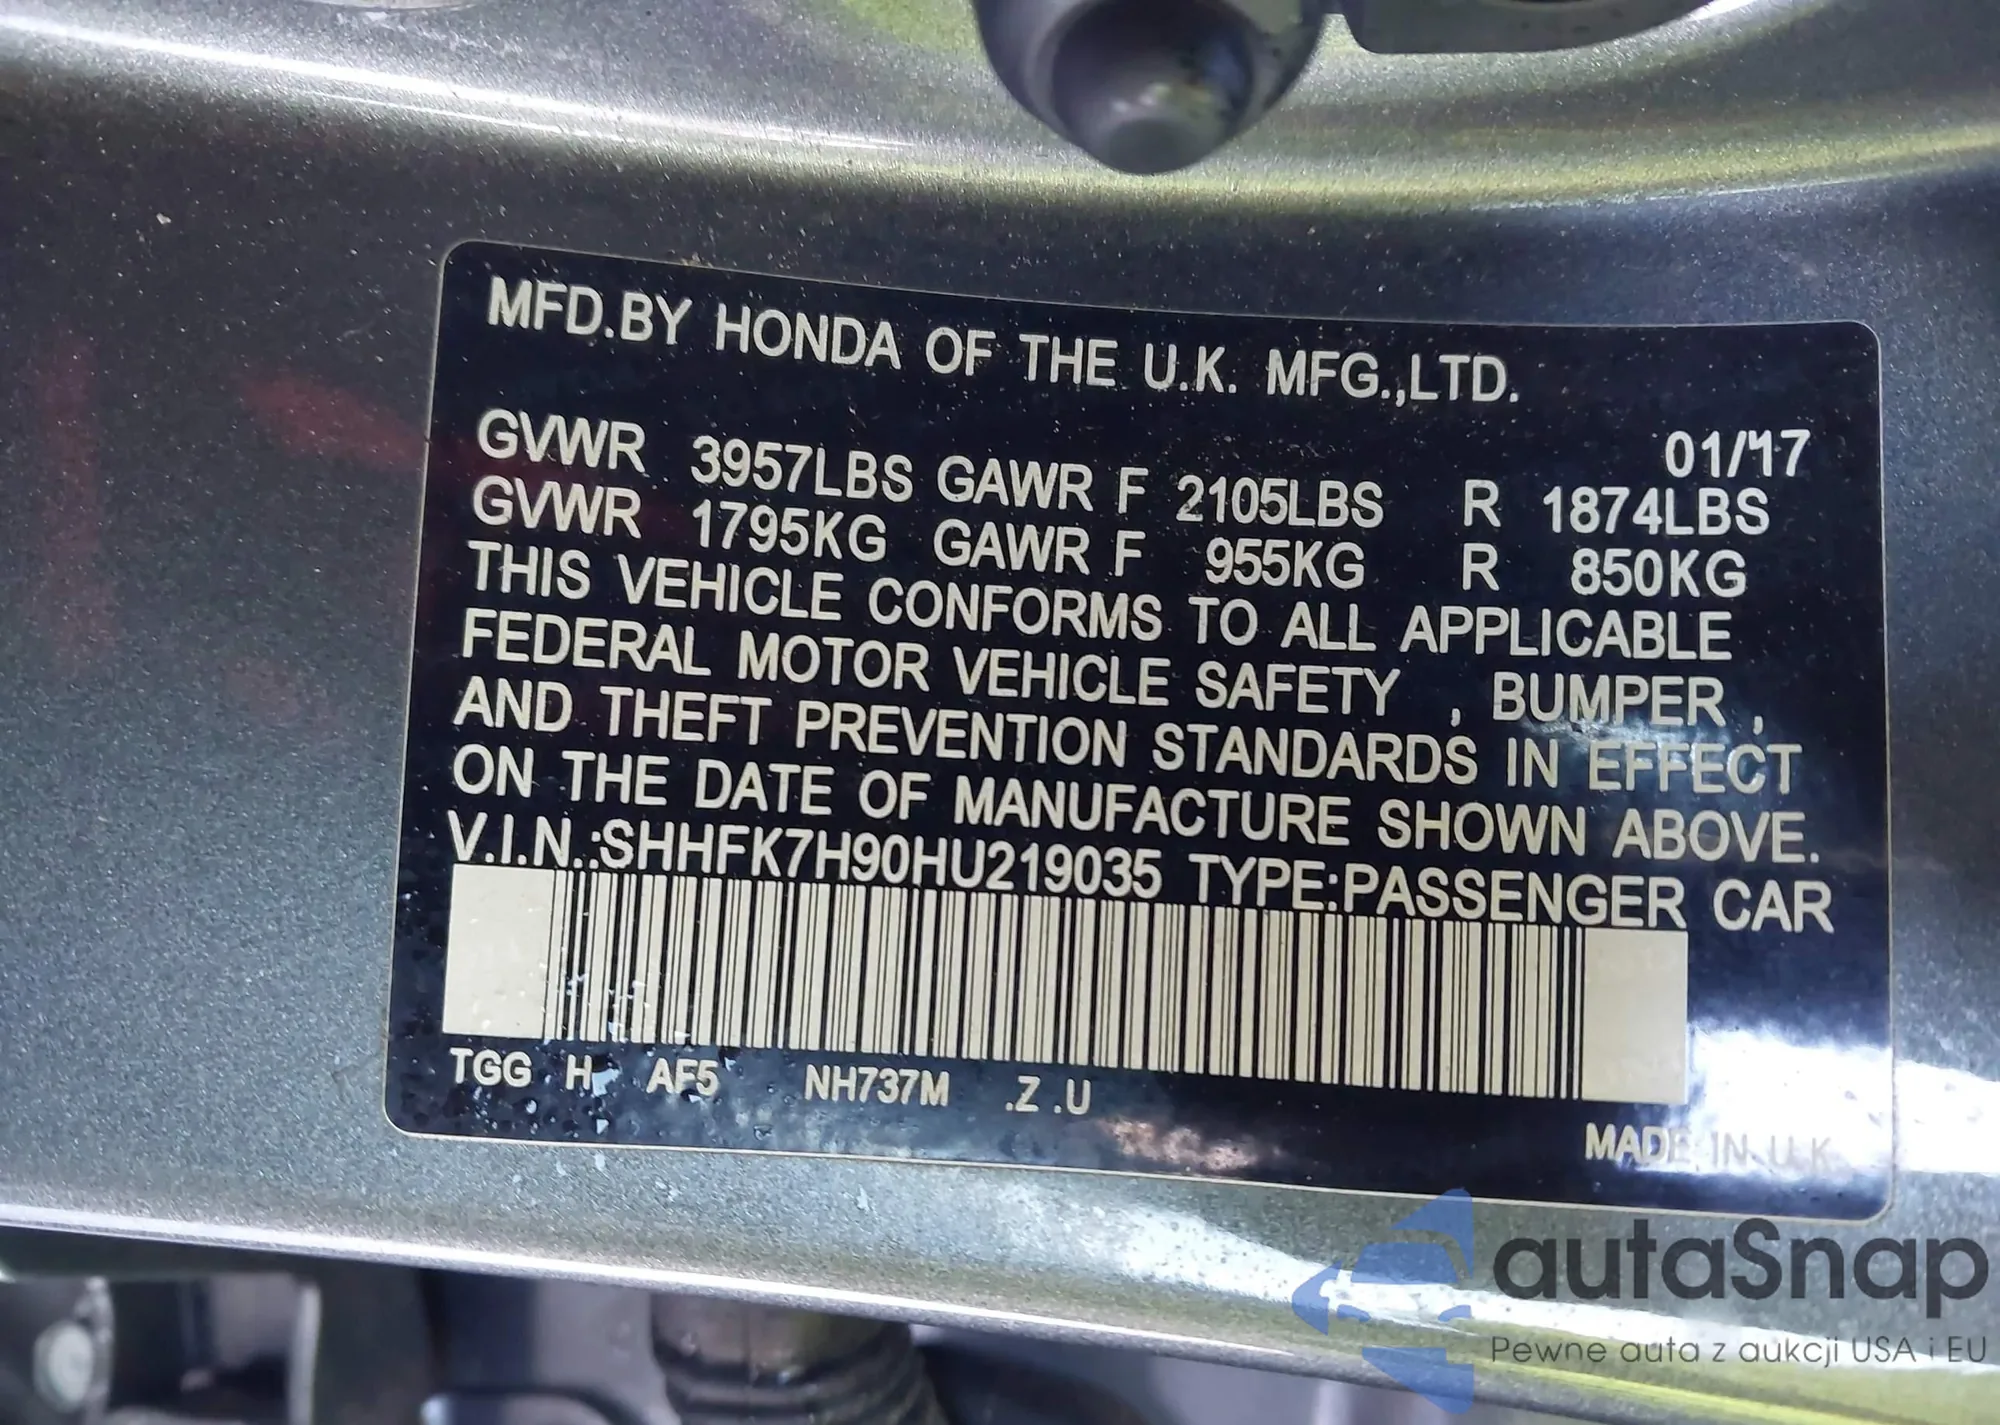 MFD.BY HONDA OF THE U.K. MFG.,LTD.
01/17
GVWR 3957LBS GAWR F 2105LBS R 1874LBS
GVWR 1795KG GAWR F 955KG R 850KG
THIS VEHICLE CONFORMS TO ALL APPLICABLE
FEDERAL MOTOR VEHICLE SAFETY , BUMPER ,
AND THEFT PREVENTION STANDARDS IN EFFECT
ON THE DATE OF MANUFACTURE SHOWN ABOVE.
V.I.N.:SHHFK7H90HU219035 TYPE:PASSENGER CAR
TGG H AF5 NH737M .Z .U
MADE IN U.K.
autaSnap
Pewne auta z aukcji USA i EU